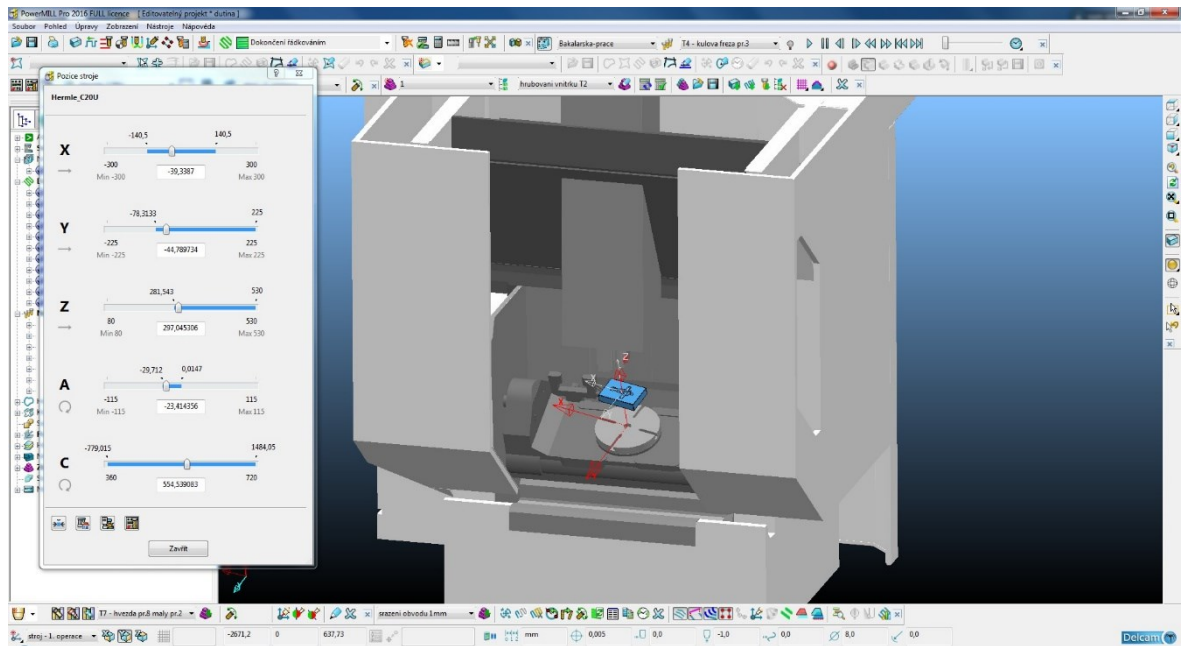 PowerMILL Pro 2016 FULL licence [ Editovatelný projekt * dutina ]
Soubor Pohled Úpravy Zobrazení Nástroje Nápověda
Dokončení řádkováním Bakalarska-prace T4 - kulova freza pr.3
1 hrubovani vnitrku T2
Pozice stroje
Hermle_C20U
-140,5 140,5
X
-300 300
Min -300 -39,3387 Max 300
-78,3133 225
Y
-225 225
Min -225 -44,789734 Max 225
281,543 530
Z
80 530
Min 80 297,045306 Max 530
-29,712 0,0147
A
-115 115
Min -115 -23,414356 Max 115
-779,015 1484,05
C
360 720
554,539083
Zavřít
Z
X
T7 - hvezda pr.8 maly pr.2 srazeni obvodu 1mm
stroj - 1. operace -2671,2 0 637,73 mm 0,005 0,0 -1,0 0,0 8,0 0,0
Delcam